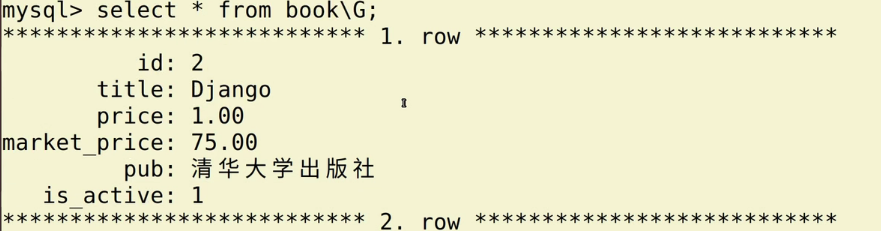 mysql> select * from book\G;
*************************** 1. row ***************************
id: 2
title: Django
price: 1.00
market_price: 75.00
pub: 清华大学出版社
is_active: 1
*************************** 2. row ***************************